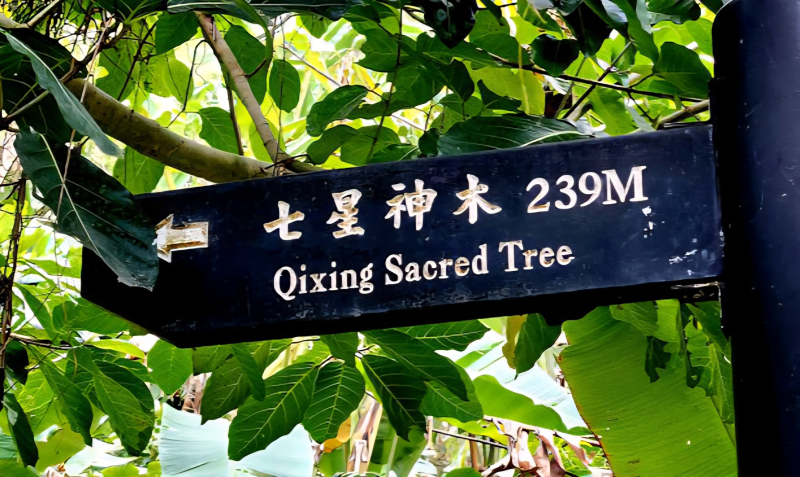 七星神木 239M
Qixing Sacred Tree